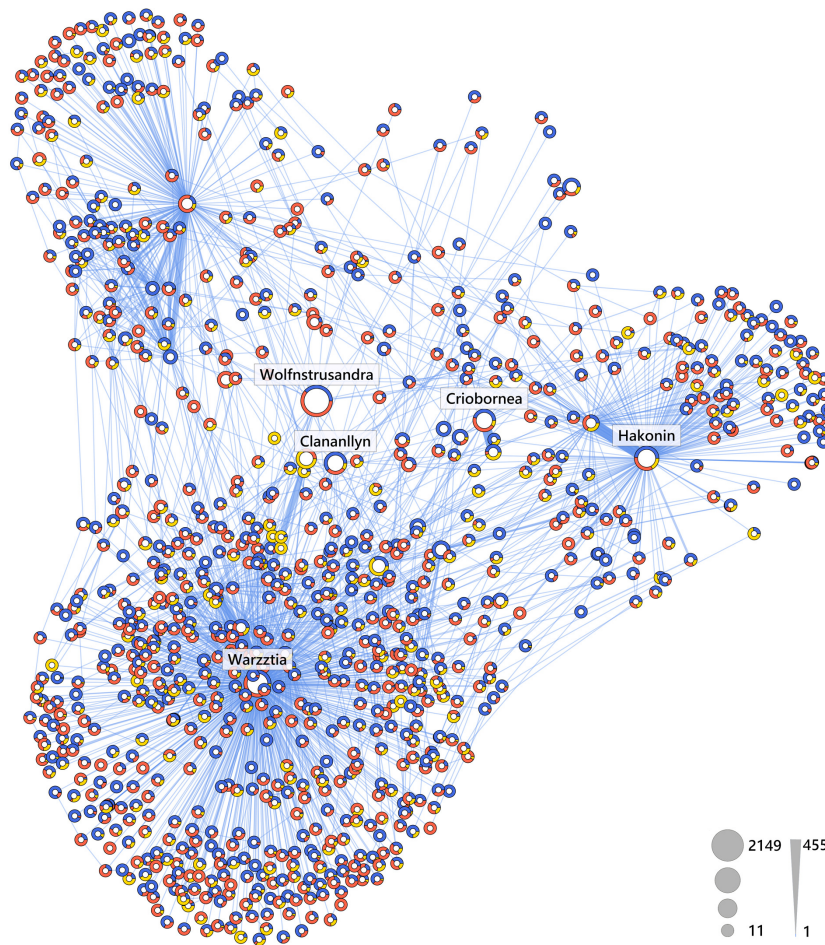 Wolfnstrusandra
Criobornea
Clananllyn
Hakonin
Warzztia
2149 455
11 1